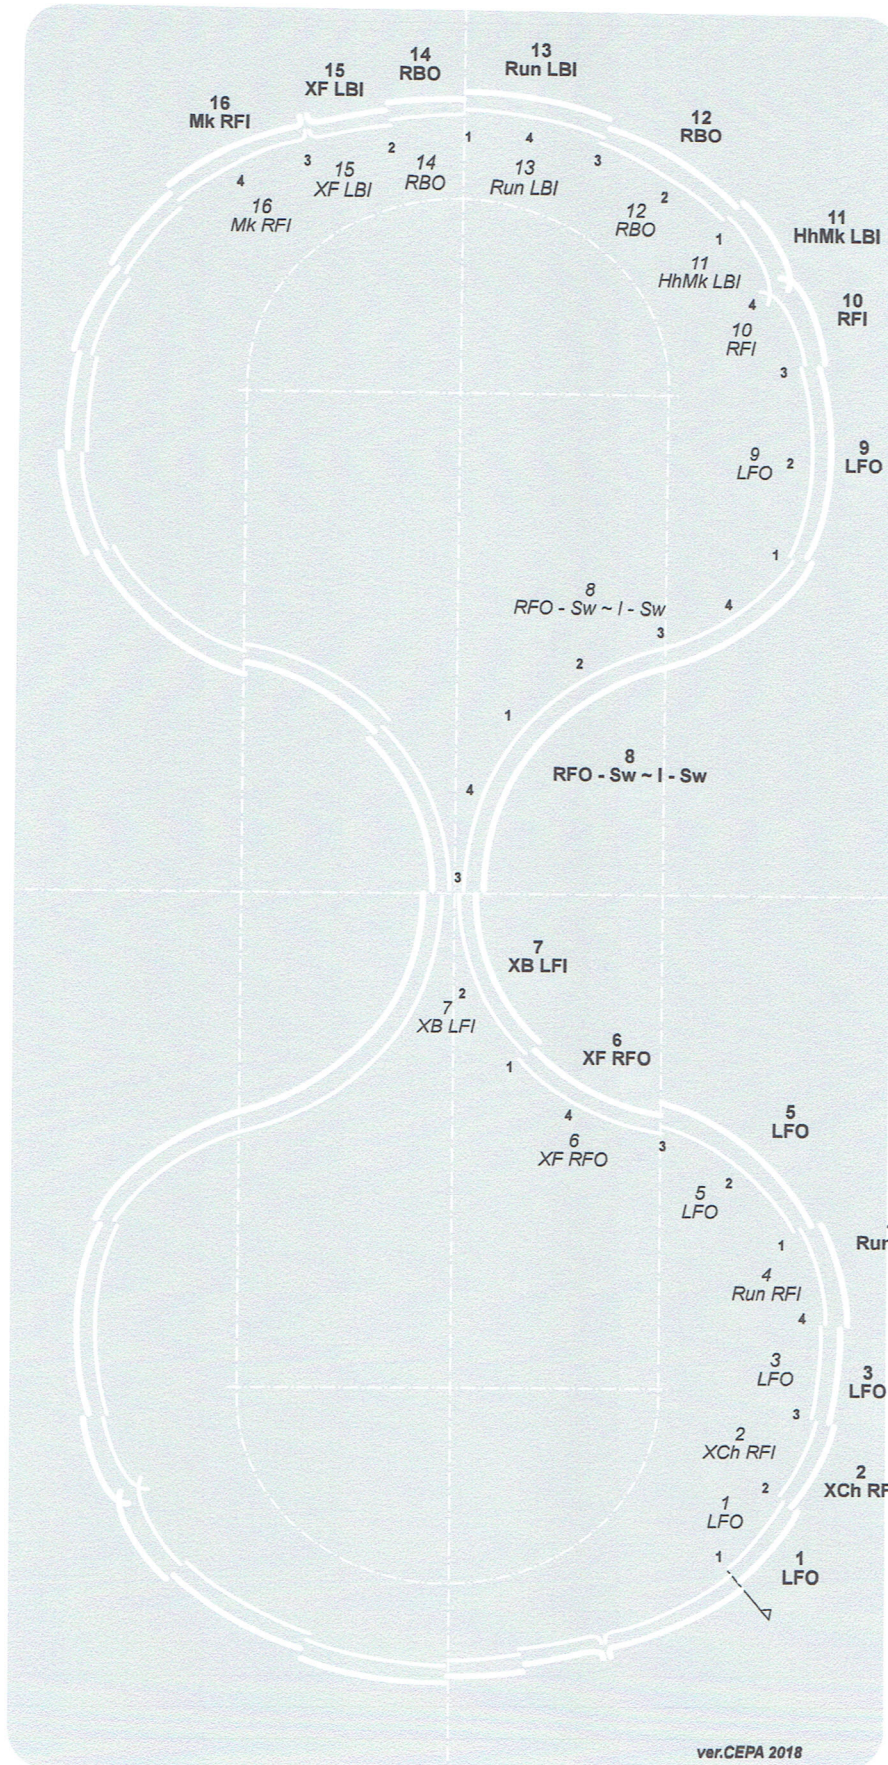 14
RBO
13
Run LBI
15
XF LBI
16
Mk RFI
12
RBO
1
4
2
3
3
4
14
RBO
13
Run LBI
15
XF LBI
2
16
Mk RFI
12
RBO
1
11
HhMk LBI
11
HhMk LBI
4
10
RFI
10
RFI
3
9
LFO
2
9
LFO
1
8
RFO - Sw ~ I - Sw
4
3
2
1
8
RFO - Sw ~ I - Sw
4
3
7
XB LFI
2
7
XB LFI
6
XF RFO
1
4
5
LFO
6
XF RFO
3
2
5
LFO
Run
1
4
Run RFI
4
3
LFO
3
LFO
3
2
XCh RFI
2
XCh RF
2
1
LFO
1
1
LFO
ver.CEPA 2018